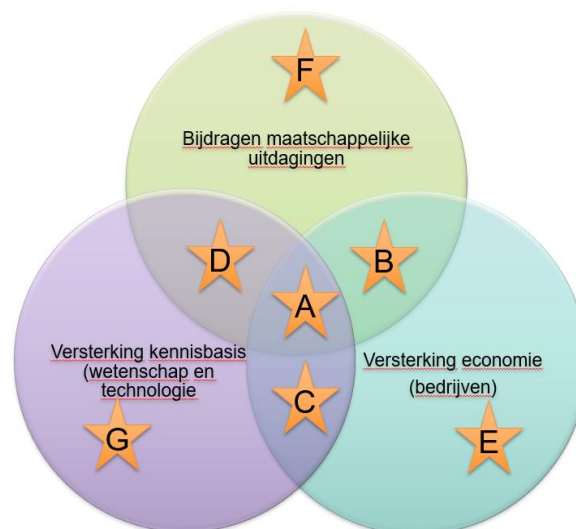 F
Bijdragen maatschappelijke
uitdagingen
D
B
A
Versterking kennisbasis
(wetenschap en
technologie
Versterking economie
(bedrijven)
C
G
E